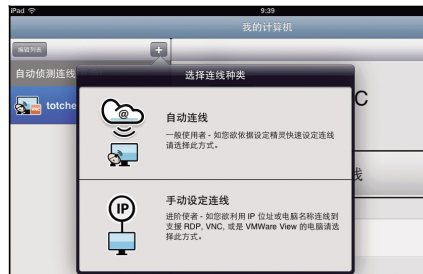 iPad 9:39
我的计算机
编辑列表 +
自动侦测连线
选择连线种类
totche
C
@
自动连线
一般使用者 - 如您欲依据设定精灵快速设定连线
请选择此方式。
线
IP
手动设定连线
进阶使者 - 如您欲利用 IP 位址或电脑名称连线到
支援 RDP, VNC, 或是 VMWare View 的电脑请选
择此方式。